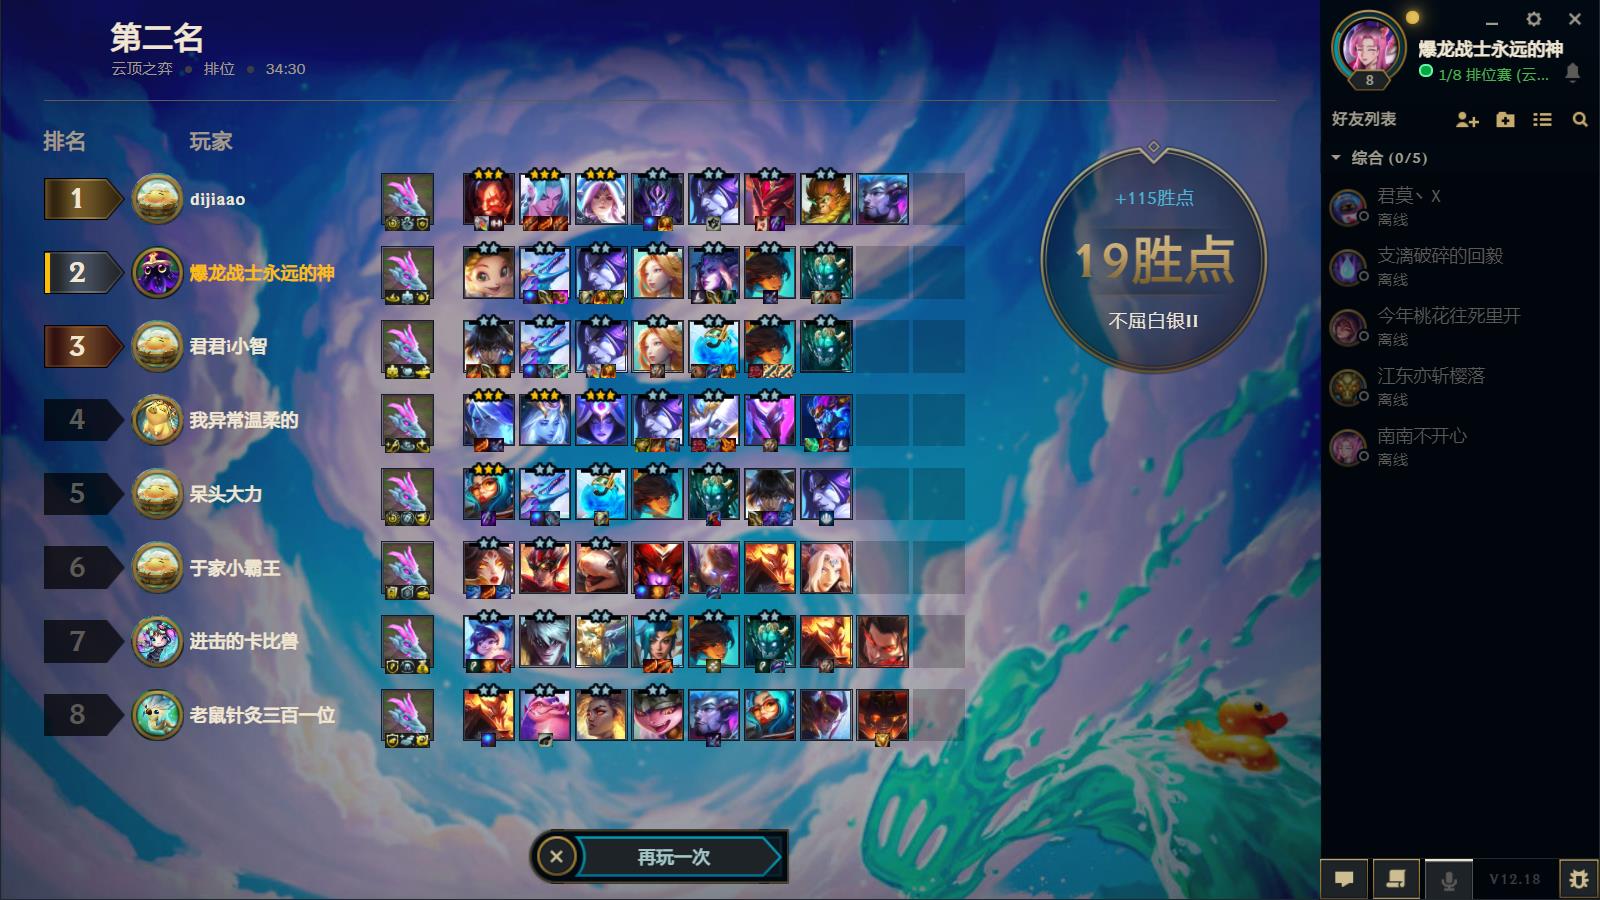 第二名
云顶之弈 • 排位 • 34:30
排名 玩家
1 dijiaao
2 爆龙战士永远的神
3 君君i小智
4 我异常温柔的
5 呆头大力
6 于家小霸王
7 进击的卡比兽
8 老鼠针灸三百一位
+115胜点
19胜点
不屈白银II
再玩一次
爆龙战士永远的神
8
1/8 排位赛 (云...
好友列表
综合 (0/5)
君莫丶X
离线
支漓破碎的回毅
离线
今年桃花往死里开
离线
江东亦斩樱落
离线
南南不开心
离线
V12.18